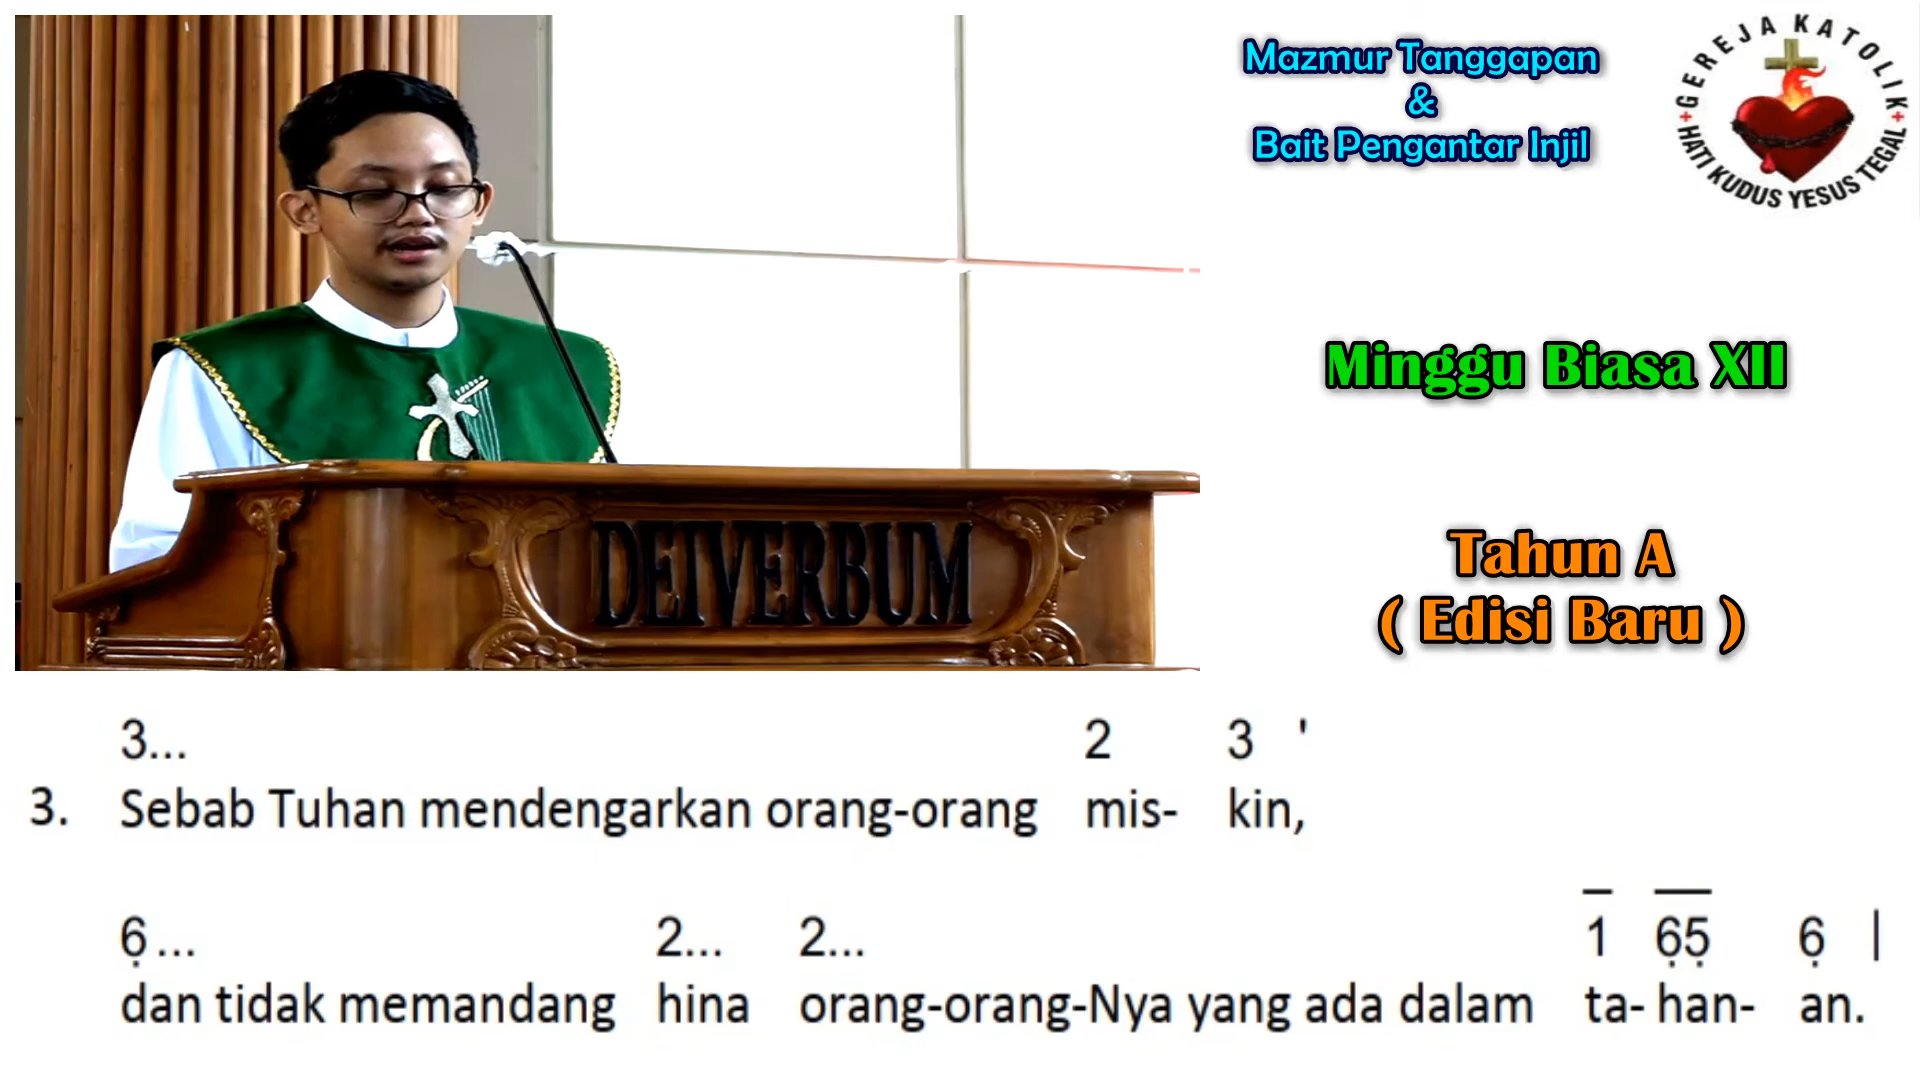 Mazmur Tanggapan
&
Bait Pengantar Injil
GEREJA KATOLIK
HATI KUDUS YESUS TEGAL
Minggu Biasa XII
Tahun A
( Edisi Baru )
DEIVERBUM
3... 2 3 '
3. Sebab Tuhan mendengarkan orang-orang mis- kin,
6̣... 2... 2... 1̅ 6̣5̣ 6̣ |
dan tidak memandang hina orang-orang-Nya yang ada dalam ta- han- an.